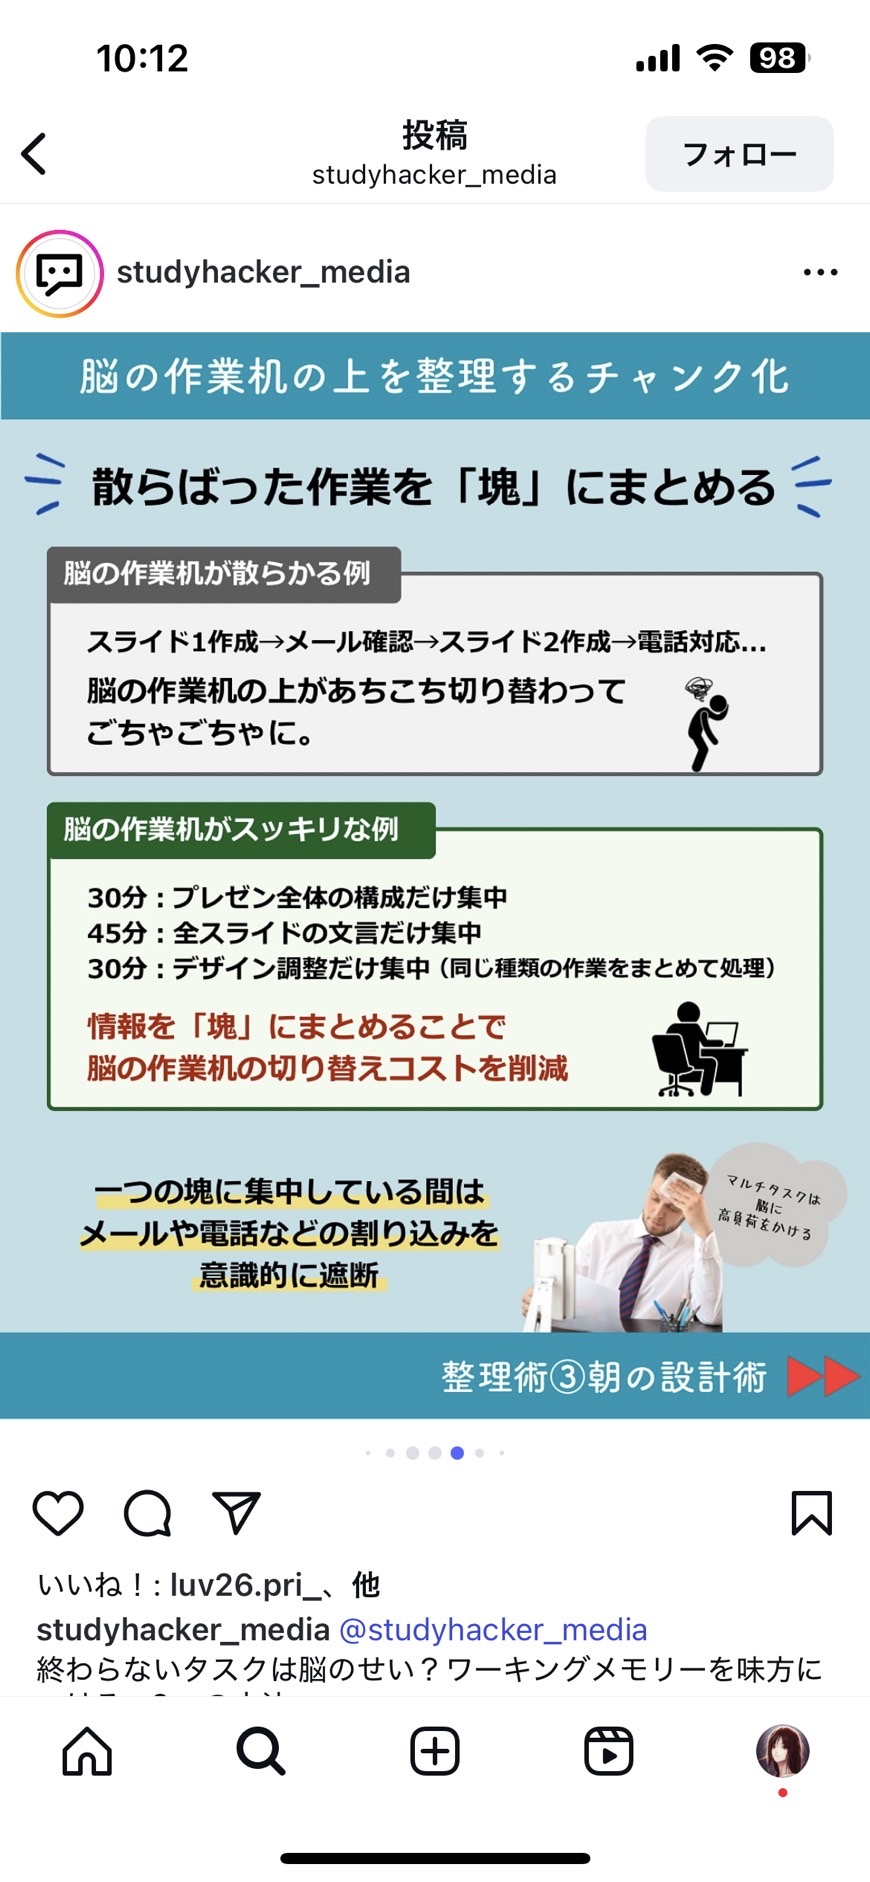 10:12
98
投稿
studyhacker_media
フォロー
studyhacker_media
脳の作業机の上を整理するチャンク化
散らばった作業を「塊」にまとめる
脳の作業机が散らかる例
スライド1作成→メール確認→スライド2作成→電話対応...
脳の作業机の上があちこち切り替わって
ごちゃごちゃに。
脳の作業机がスッキリな例
30分：プレゼン全体の構成だけ集中
45分：全スライドの文言だけ集中
30分：デザイン調整だけ集中（同じ種類の作業をまとめて処理）
情報を「塊」にまとめることで
脳の作業机の切り替えコストを削減
一つの塊に集中している間は
メールや電話などの割り込みを
意識的に遮断
マルチタスクは
脳に
高負荷をかける
整理術③朝の設計術
いいね！: luv26.pri_、他
studyhacker_media @studyhacker_media
終わらないタスクは脳のせい？ワーキングメモリーを味方に